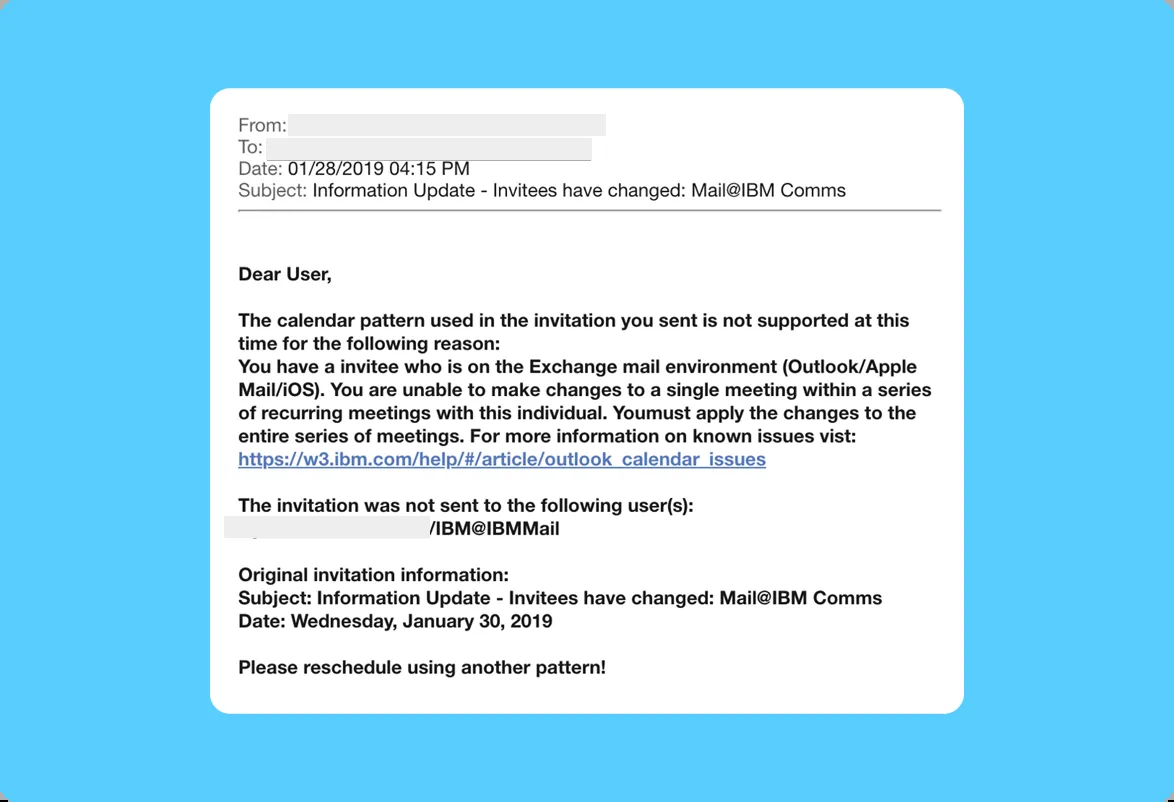 From:
To:
Date: 01/28/2019 04:15 PM
Subject: Information Update - Invitees have changed: Mail@IBM Comms
Dear User,
The calendar pattern used in the invitation you sent is not supported at this
time for the following reason:
You have a invitee who is on the Exchange mail environment (Outlook/Apple
Mail/iOS). You are unable to make changes to a single meeting within a series
of recurring meetings with this individual. Youmust apply the changes to the
entire series of meetings. For more information on known issues vist:
https://w3.ibm.com/help/#/article/outlook_calendar_issues
The invitation was not sent to the following user(s):
/IBM@IBMMail
Original invitation information:
Subject: Information Update - Invitees have changed: Mail@IBM Comms
Date: Wednesday, January 30, 2019
Please reschedule using another pattern!